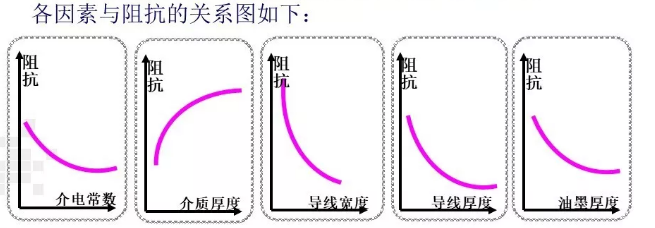 各因素与阻抗的关系图如下：
阻抗
介电常数
阻抗
介质厚度
阻抗
导线宽度
阻抗
导线厚度
阻抗
油墨厚度